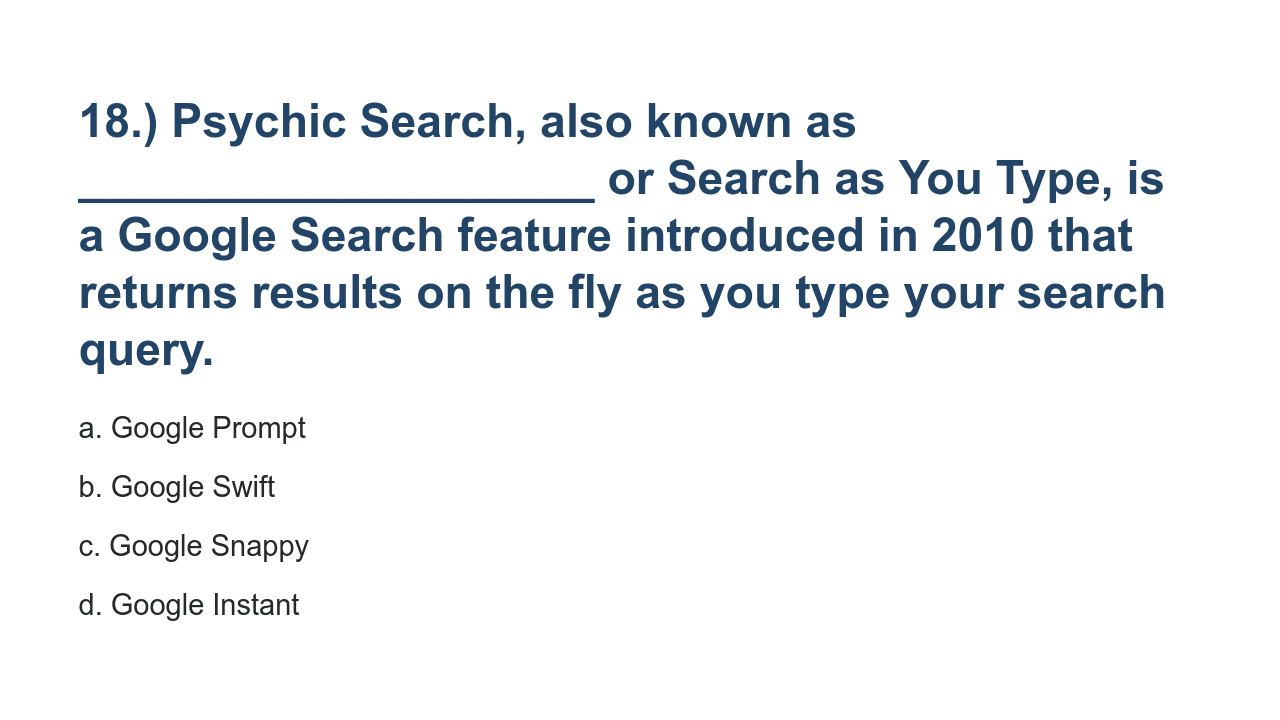 18.) Psychic Search, also known as
____________________ or Search as You Type, is
a Google Search feature introduced in 2010 that
returns results on the fly as you type your search
query.
a. Google Prompt
b. Google Swift
c. Google Snappy
d. Google Instant